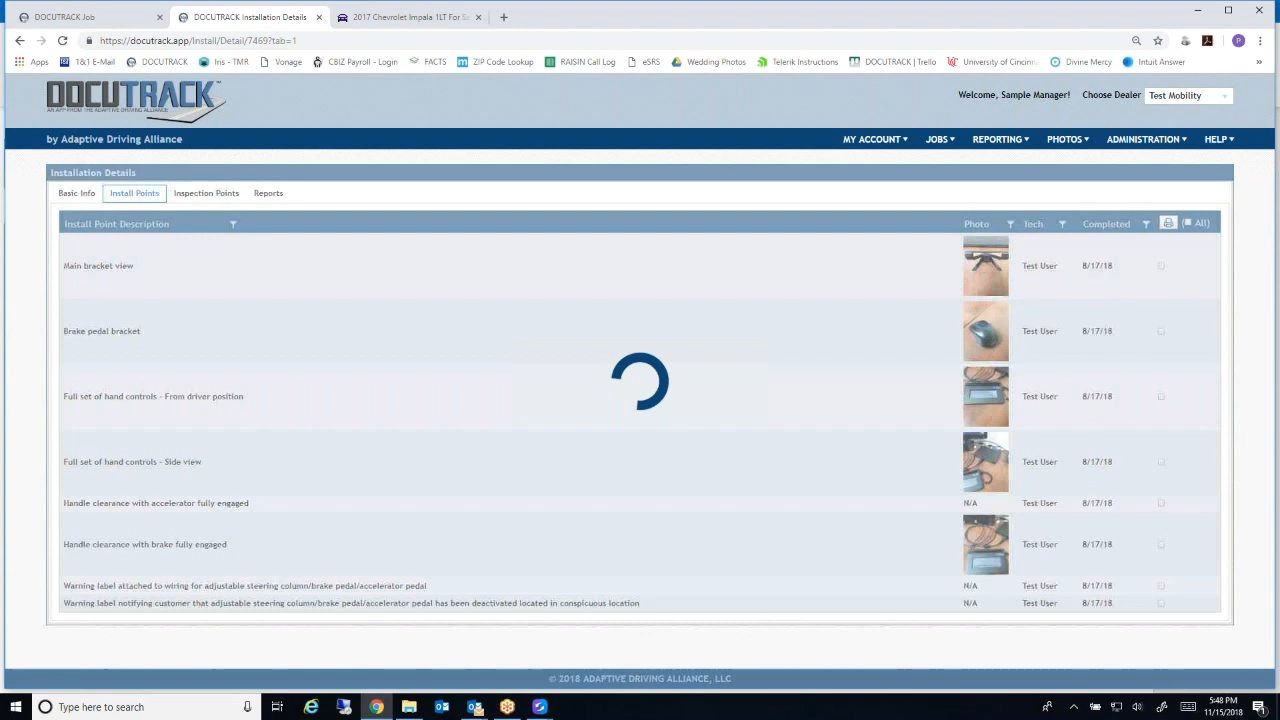 DOCUTRACK Job
DOCUTRACK Installation Details
2017 Chevrolet Impala 1LT For S
https://docutrack.app/Install/Detail/7469?tab=1
P
Apps
1&1 E-Mail
DOCUTRACK
Iris - TMR
Vonage
CBIZ Payroll - Login
FACTS
ZIP Code Lookup
RAISIN Call Log
eSRS
Wedding Photos
Telerik Instructions
DOCUTRACK | Trello
University of Cincinn
Divine Mercy
Intuit Answer
»
DOCUTRACK™
AN APP FROM THE ADAPTIVE DRIVING ALLIANCE
Welcome, Sample Manager!
Choose Dealer
Test Mobility
by Adaptive Driving Alliance
MY ACCOUNT
JOBS
REPORTING
PHOTOS
ADMINISTRATION
HELP
Installation Details
Basic Info
Install Points
Inspection Points
Reports
Install Point Description
Photo
Tech
Completed
( All)
Main bracket view
Test User
8/17/18
Brake pedal bracket
Test User
8/17/18
Full set of hand controls - From driver position
Test User
8/17/18
Full set of hand controls - Side view
Test User
8/17/18
Handle clearance with accelerator fully engaged
N/A
Test User
8/17/18
Handle clearance with brake fully engaged
Test User
8/17/18
Warning label attached to wiring for adjustable steering column/brake pedal/accelerator pedal
N/A
Test User
8/17/18
Warning label notifying customer that adjustable steering column/brake pedal/accelerator pedal has been deactivated located in conspicuous location
N/A
Test User
8/17/18
© 2018 ADAPTIVE DRIVING ALLIANCE, LLC
Type here to search
5:48 PM
11/15/2018